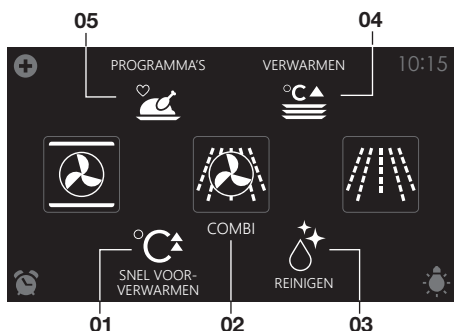 05
04
PROGRAMMA'S
VERWARMEN
10:15
°C
COMBI
°C
SNEL VOOR-
VERWARMEN
REINIGEN
01
02
03